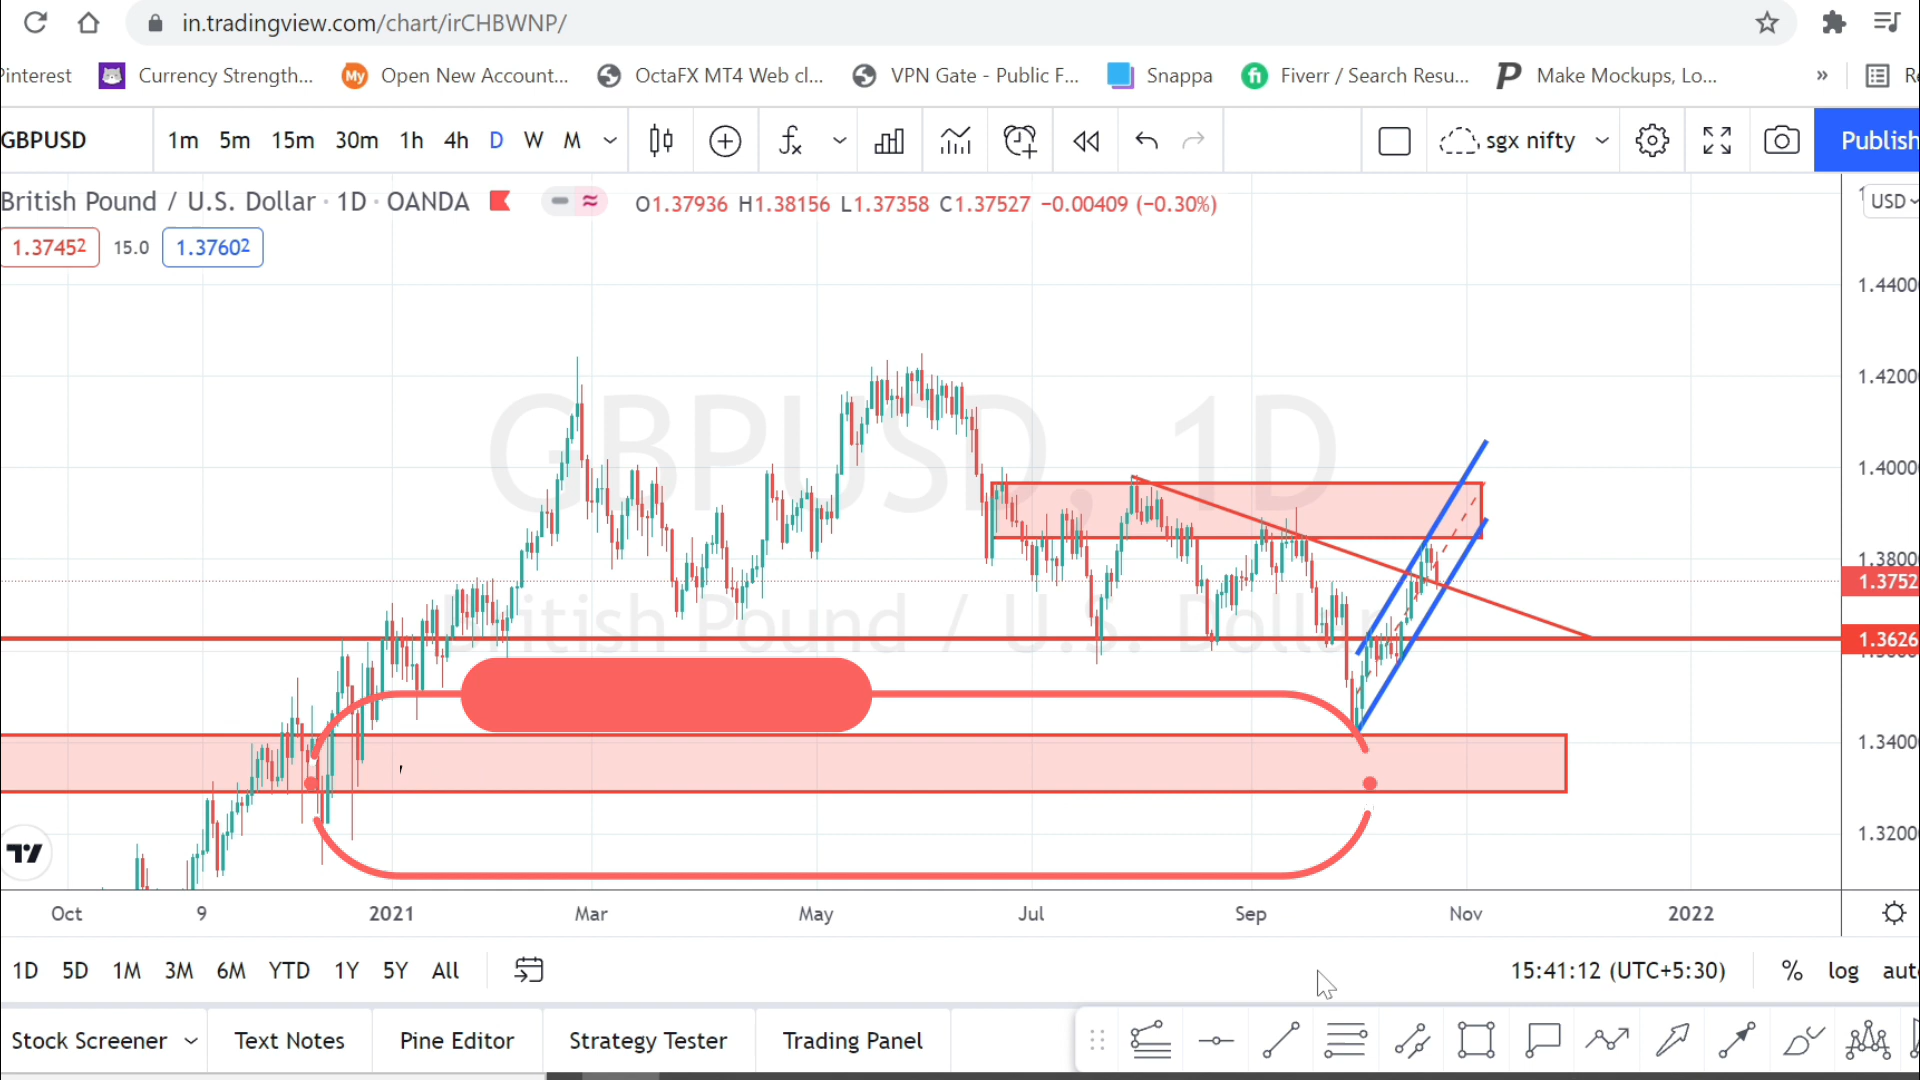 in.tradingview.com/chart/irCHBWNP/
Pinterest Currency Strength... My Open New Account... OctaFX MT4 Web cl... VPN Gate - Public F... Snappa fi Fiverr / Search Resu... Make Mockups, Lo... »
GBPUSD 1m 5m 15m 30m 1h 4h D W M sgx nifty Publish
British Pound / U.S. Dollar · 1D · OANDA O1.37936 H1.38156 L1.37358 C1.37527 −0.00409 (−0.30%) USD
1.37452 15.0 1.37602
1.4400
1.4200
GBPUSD, 1D
1.4000
1.3800
1.3752
British Pound / U.S. Dollar
1.3626
1.3400
1.3200
Oct 9 2021 Mar May Jul Sep Nov 2022
1D 5D 1M 3M 6M YTD 1Y 5Y All 15:41:12 (UTC+5:30) % log aut
Stock Screener Text Notes Pine Editor Strategy Tester Trading Panel